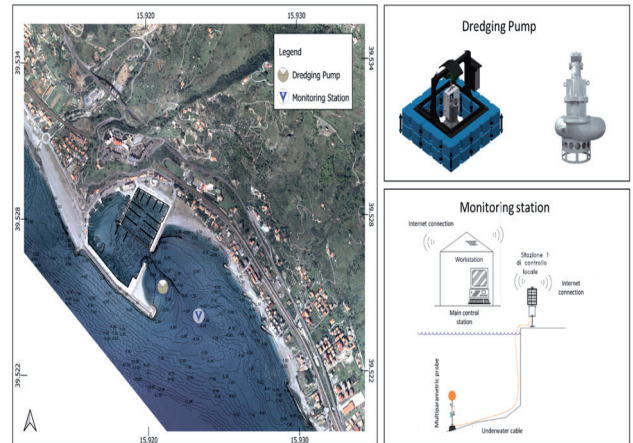 15.920
15.930
39.534
39.534
Legend
Dredging Pump
Monitoring Station
39.528
39.528
39.522
39.522
15.920
15.930
Dredging Pump
Monitoring station
Internet connection
Workstation
Main control
station
Stazione 1
di controllo
locale
Internet
connection
Multiparametric probe
Underwater cable